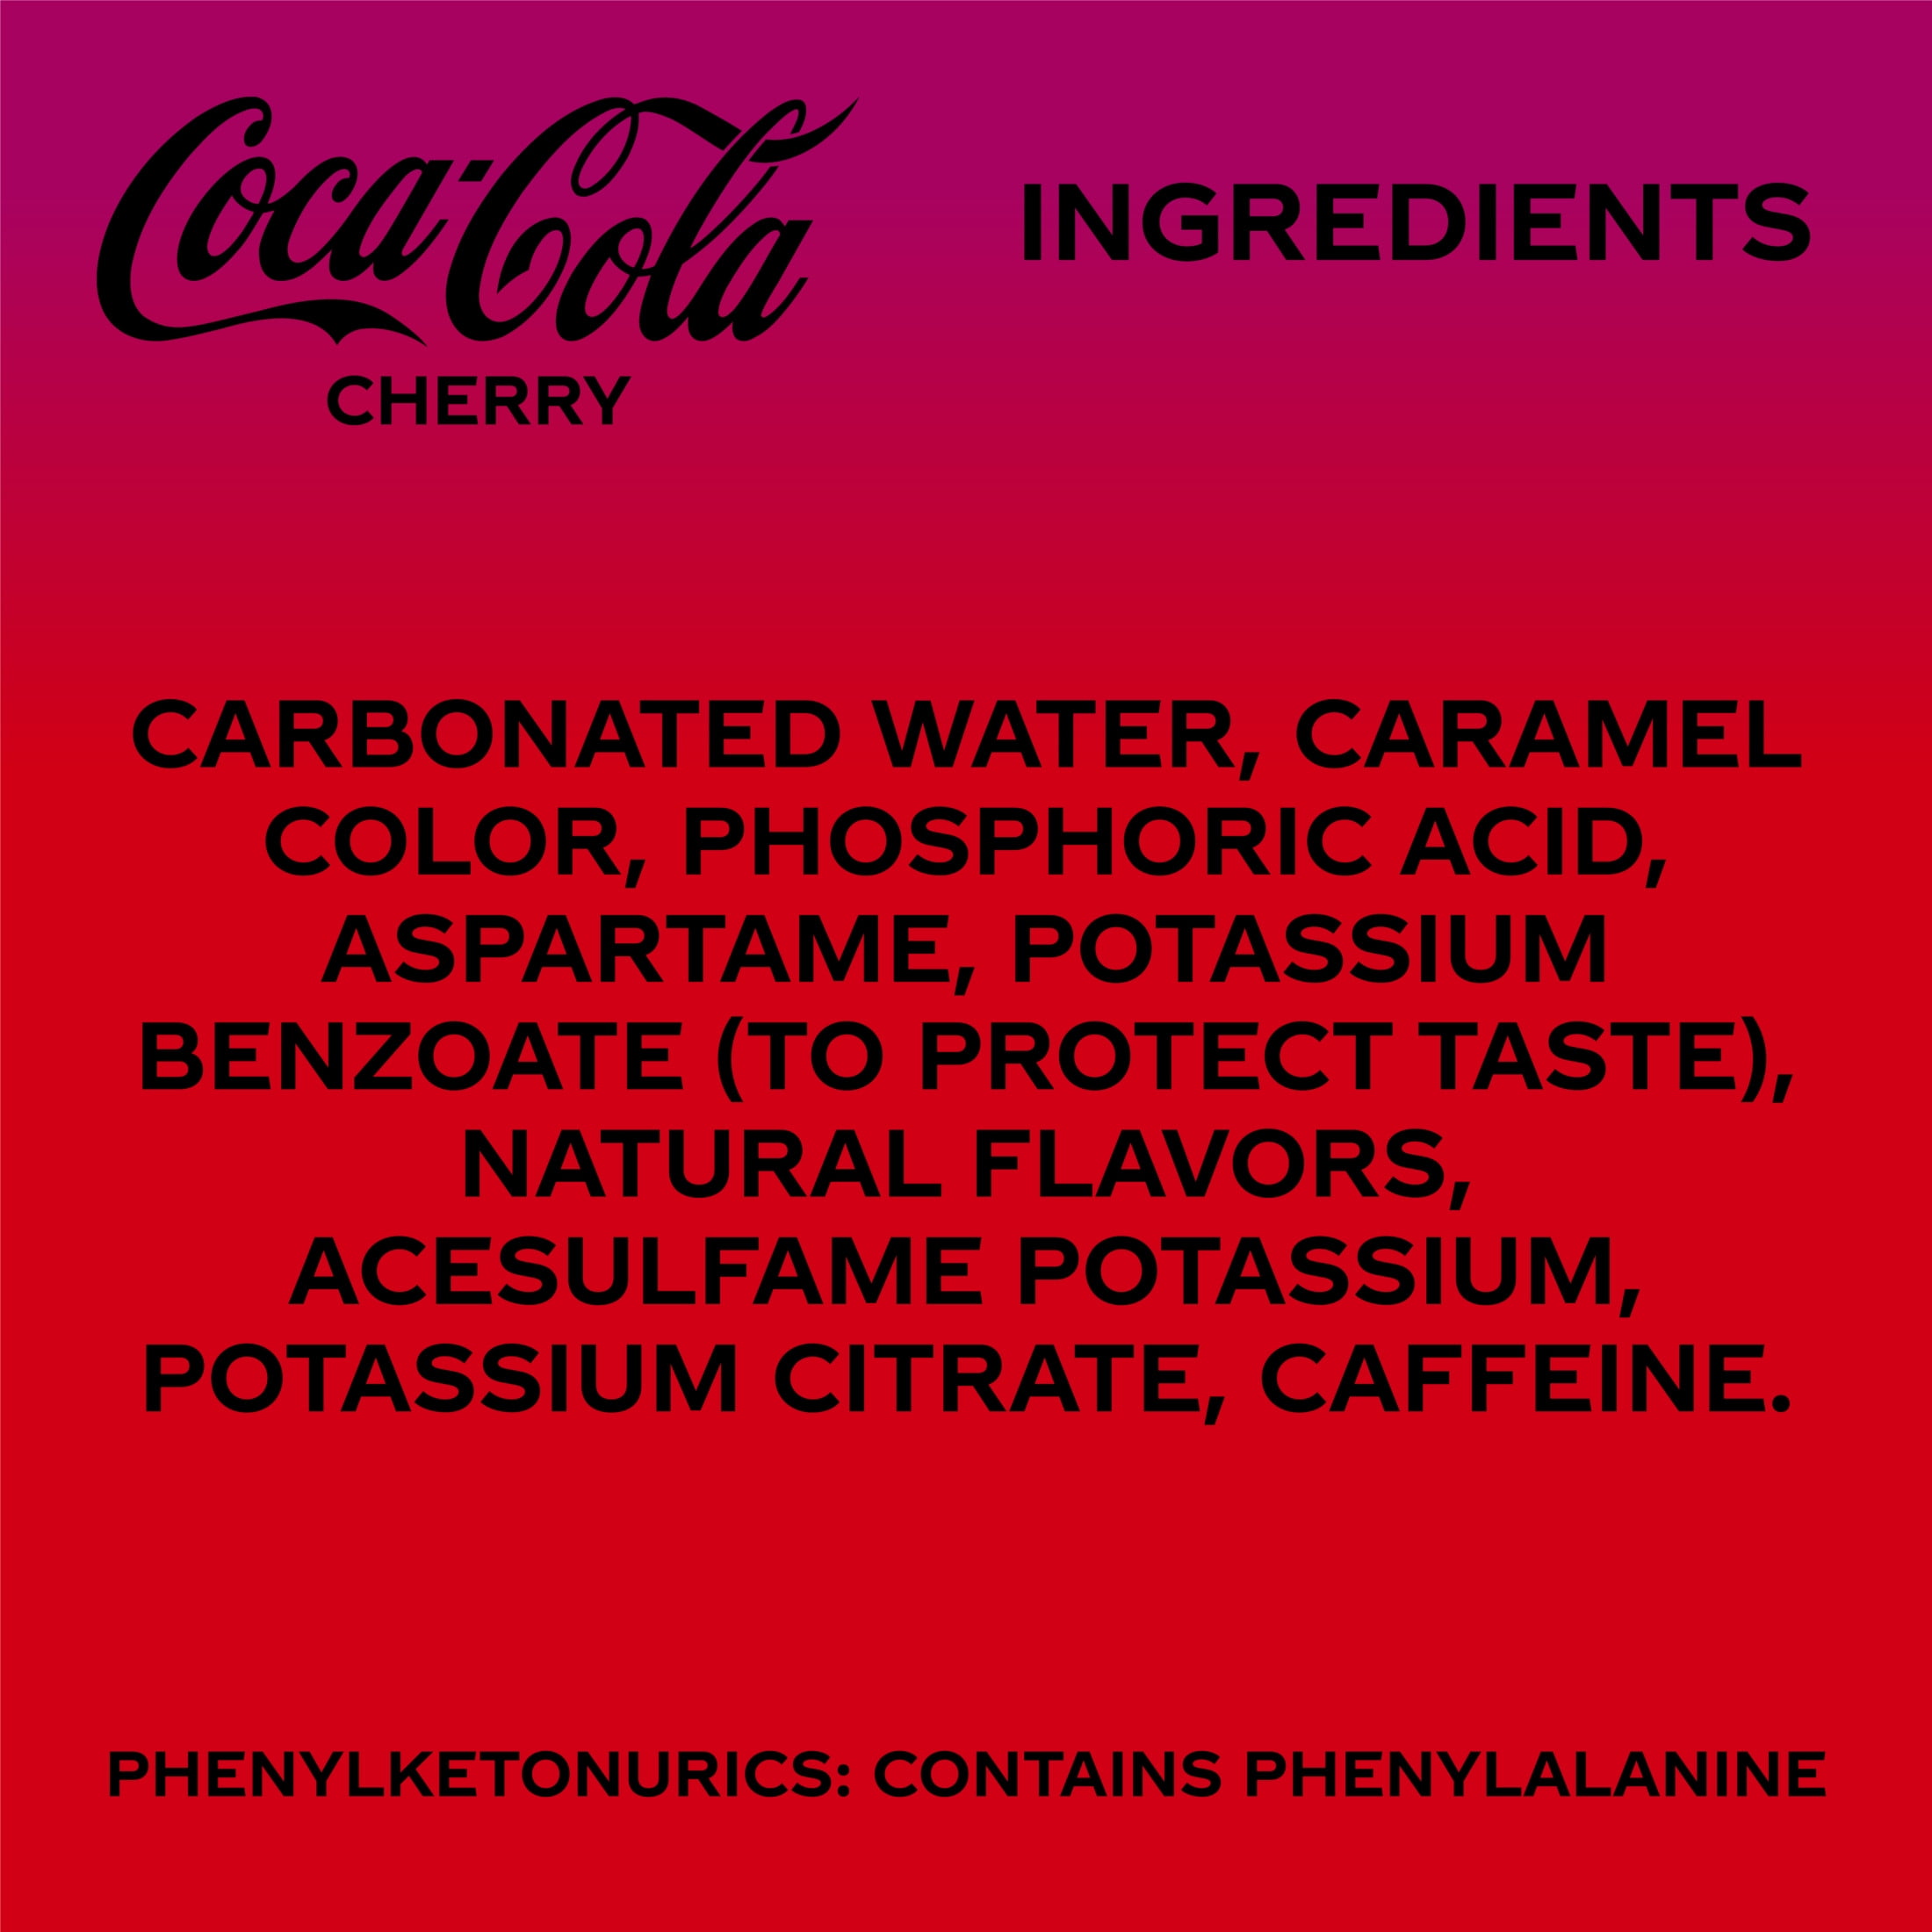 Coca-Cola
CHERRY
INGREDIENTS
CARBONATED WATER, CARAMEL
COLOR, PHOSPHORIC ACID,
ASPARTAME, POTASSIUM
BENZOATE (TO PROTECT TASTE),
NATURAL FLAVORS,
ACESULFAME POTASSIUM,
POTASSIUM CITRATE, CAFFEINE.
PHENYLKETONURICS: CONTAINS PHENYLALANINE